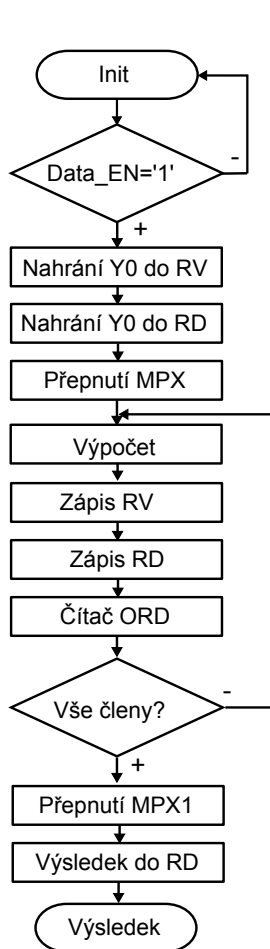 Init
-
Data_EN='1'
+
Nahrání Y0 do RV
Nahrání Y0 do RD
Přepnutí MPX
Výpočet
Zápis RV
Zápis RD
Čítač ORD
-
Vše členy?
+
Přepnutí MPX1
Výsledek do RD
Výsledek